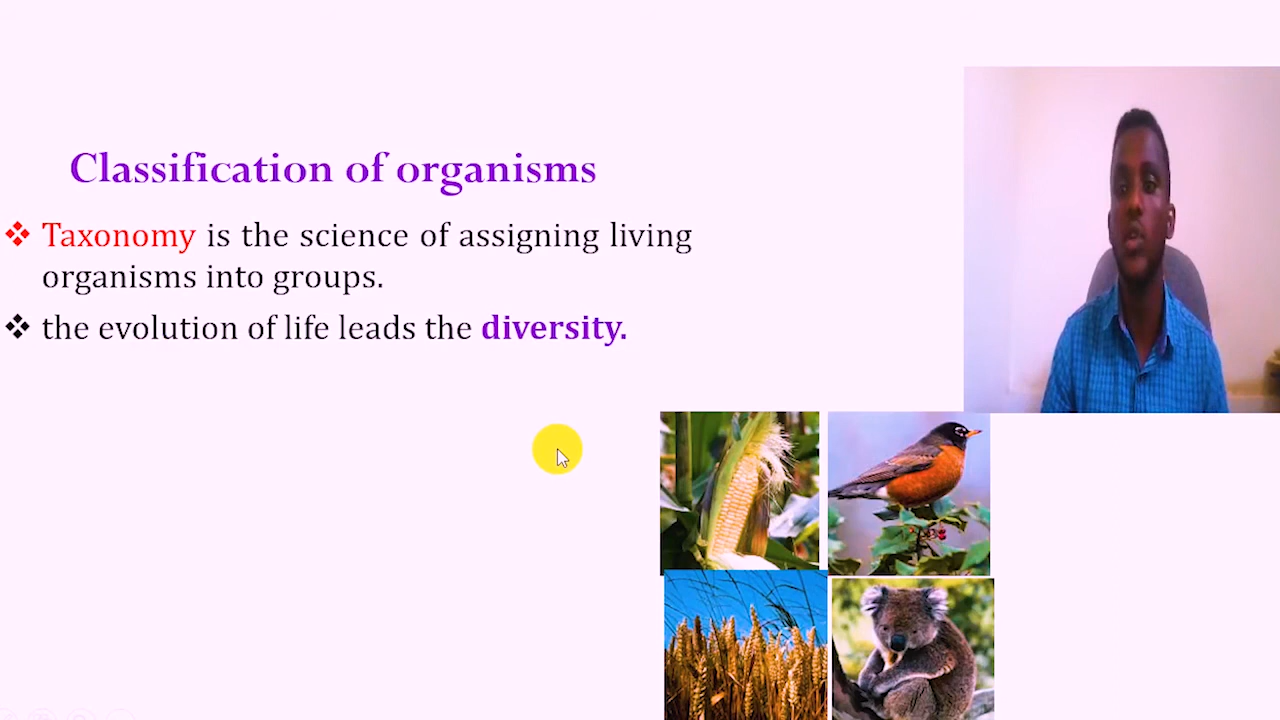 Classification of organisms
❖ Taxonomy is the science of assigning living
organisms into groups.
❖ the evolution of life leads the diversity.